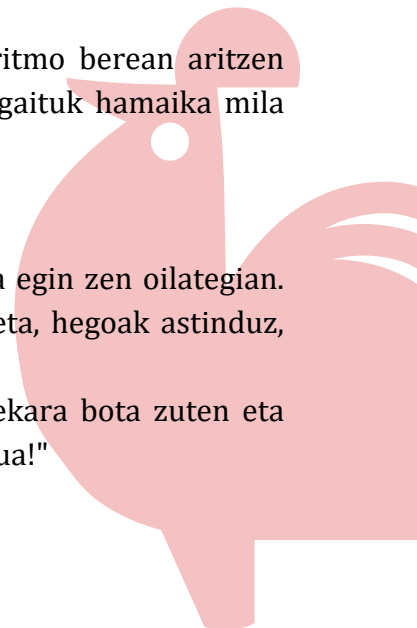 ritmo berean aritzen
gaituk hamaika mila
egin zen oilategian.
eta, hegoak astinduz,
ekara bota zuten eta
ua!"